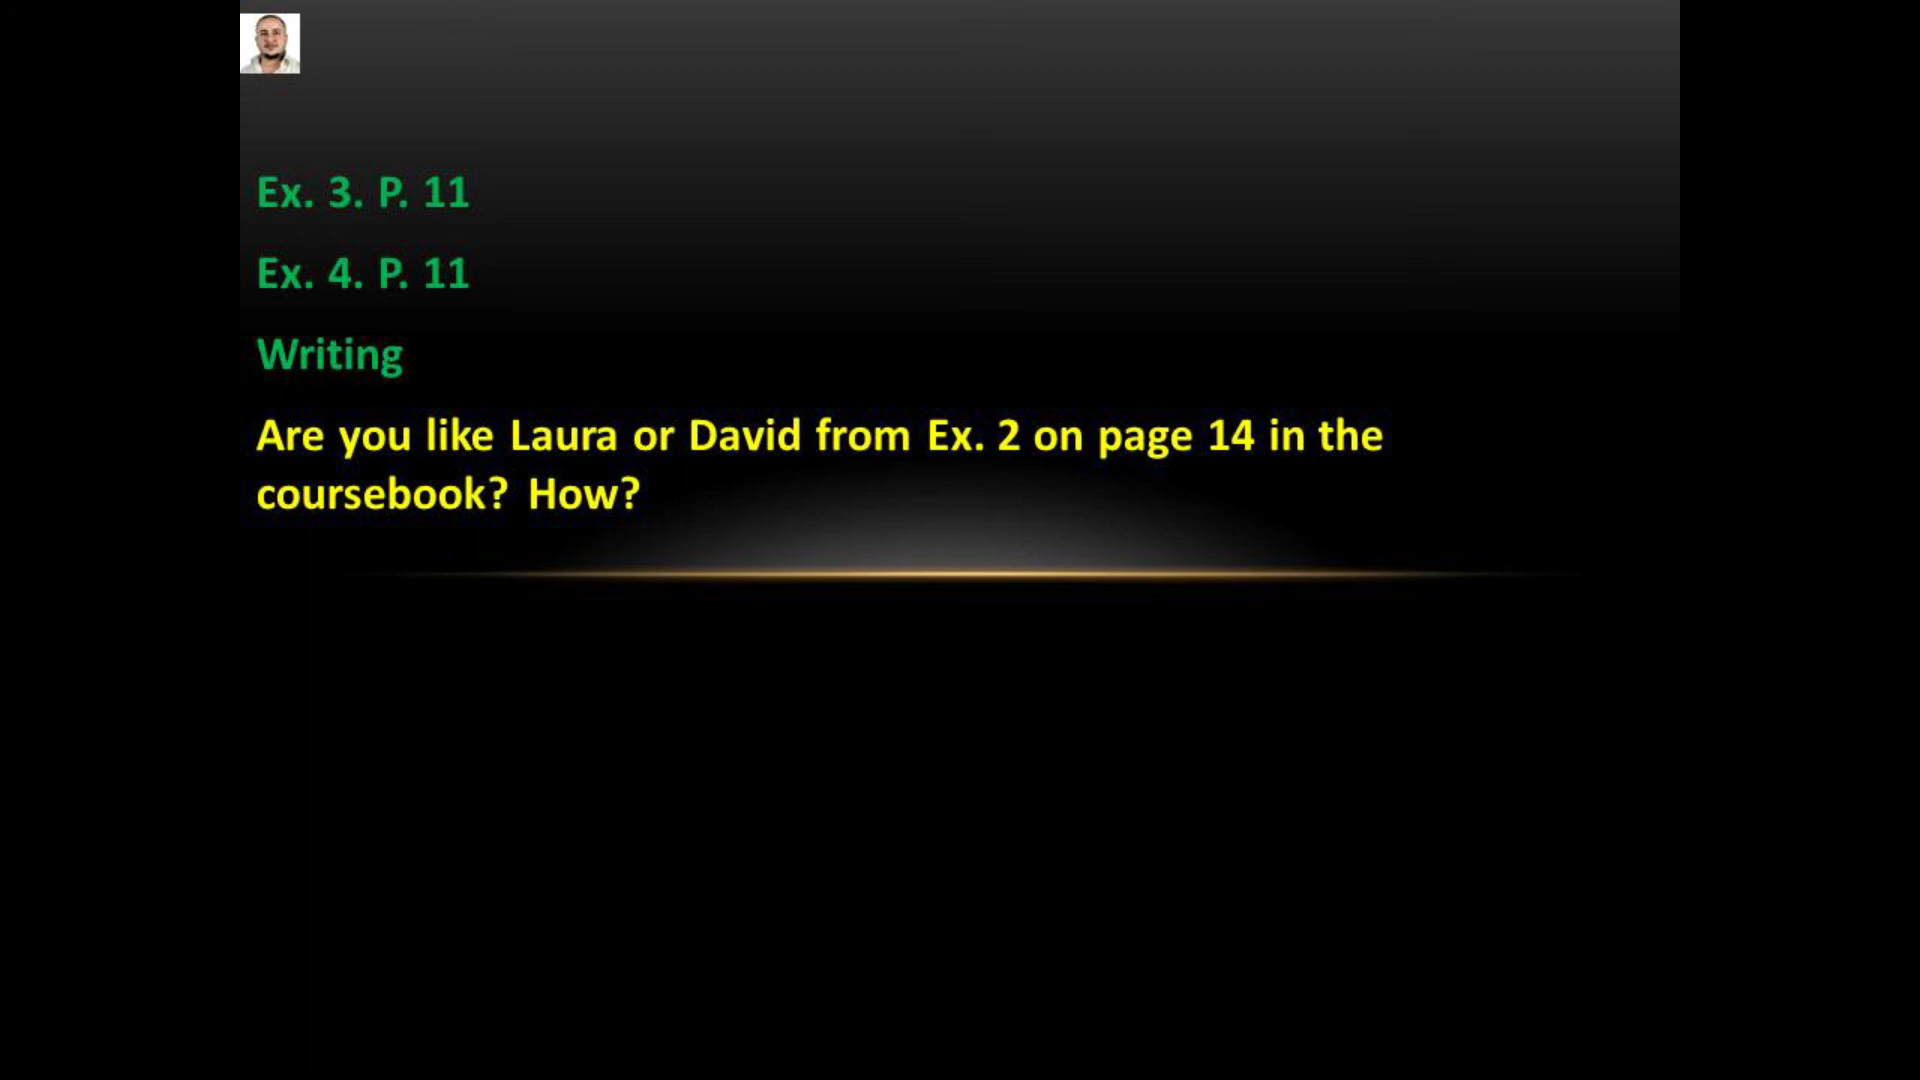 Ex. 3. P. 11
Ex. 4. P. 11
Writing
Are you like Laura or David from Ex. 2 on page 14 in the
coursebook? How?